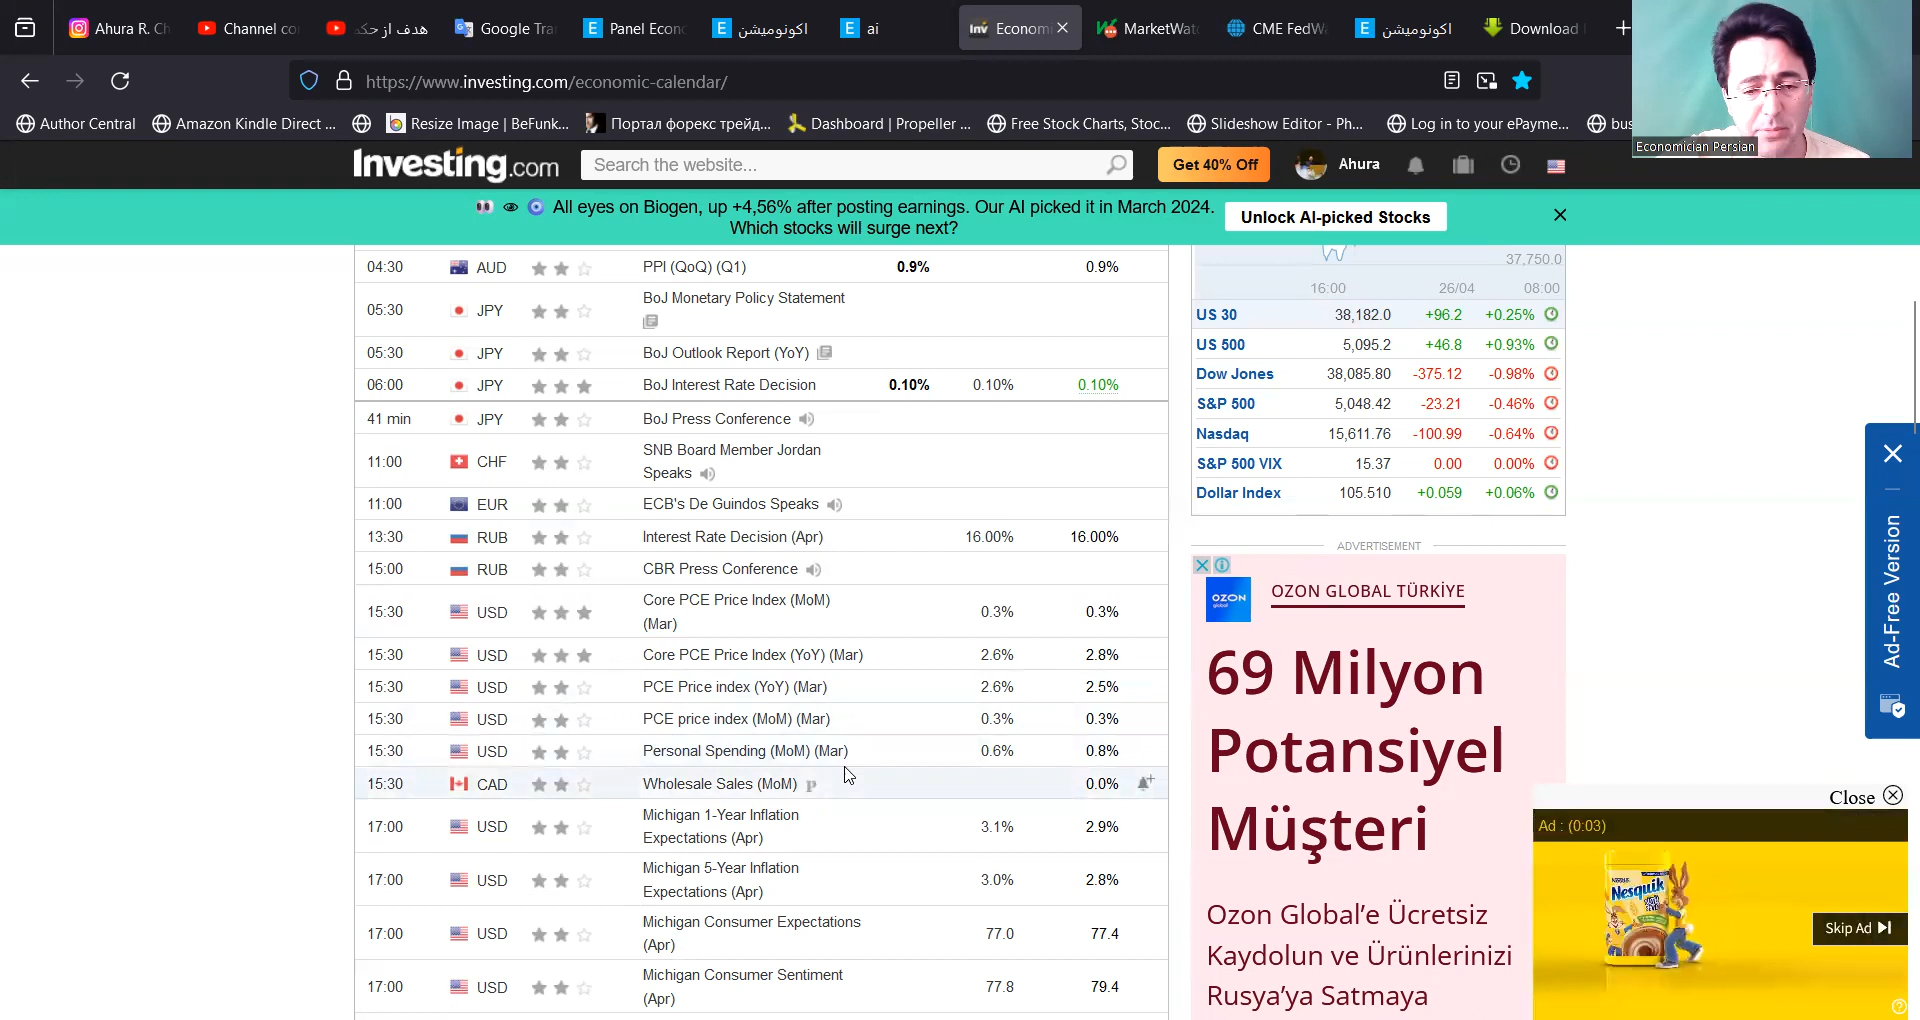 Ahura R. Ch
Channel co
هدف از حک
Google Tra
Panel Econ
اکونومیشن
ai
Economi
MarketWat
CME FedW
اکونومیشن
Download
https://www.investing.com/economic-calendar/
Author Central
Amazon Kindle Direct ...
Resize Image | BeFunk...
Портал форекс трейд...
Dashboard | Propeller ...
Free Stock Charts, Stoc...
Slideshow Editor - Ph...
Log in to your ePayme...
bus
Economician Persian
Investing.com
Search the website...
Get 40% Off
Ahura
All eyes on Biogen, up +4,56% after posting earnings. Our AI picked it in March 2024.
Which stocks will surge next?
Unlock AI-picked Stocks
04:30 AUD PPI (QoQ) (Q1) 0.9% 0.9%
05:30 JPY BoJ Monetary Policy Statement
05:30 JPY BoJ Outlook Report (YoY)
06:00 JPY BoJ Interest Rate Decision 0.10% 0.10% 0.10%
41 min JPY BoJ Press Conference
11:00 CHF SNB Board Member Jordan
Speaks
11:00 EUR ECB's De Guindos Speaks
13:30 RUB Interest Rate Decision (Apr) 16.00% 16.00%
15:00 RUB CBR Press Conference
15:30 USD Core PCE Price Index (MoM)
(Mar) 0.3% 0.3%
15:30 USD Core PCE Price Index (YoY) (Mar) 2.6% 2.8%
15:30 USD PCE Price index (YoY) (Mar) 2.6% 2.5%
15:30 USD PCE price index (MoM) (Mar) 0.3% 0.3%
15:30 USD Personal Spending (MoM) (Mar) 0.6% 0.8%
15:30 CAD Wholesale Sales (MoM) P 0.0%
17:00 USD Michigan 1-Year Inflation
Expectations (Apr) 3.1% 2.9%
17:00 USD Michigan 5-Year Inflation
Expectations (Apr) 3.0% 2.8%
17:00 USD Michigan Consumer Expectations
(Apr) 77.0 77.4
17:00 USD Michigan Consumer Sentiment
(Apr) 77.8 79.4
37,750.0
16:00 26/04 08:00
US 30 38,182.0 +96.2 +0.25%
US 500 5,095.2 +46.8 +0.93%
Dow Jones 38,085.80 -375.12 -0.98%
S&P 500 5,048.42 -23.21 -0.46%
Nasdaq 15,611.76 -100.99 -0.64%
S&P 500 VIX 15.37 0.00 0.00%
Dollar Index 105.510 +0.059 +0.06%
ADVERTISEMENT
OZON
global
OZON GLOBAL TÜRKİYE
69 Milyon
Potansiyel
Müşteri
Ozon Global'e Ücretsiz
Kaydolun ve Ürünlerinizi
Rusya'ya Satmaya
Ad-Free Version
Close
Ad : (0:03)
Nesquik
Skip Ad